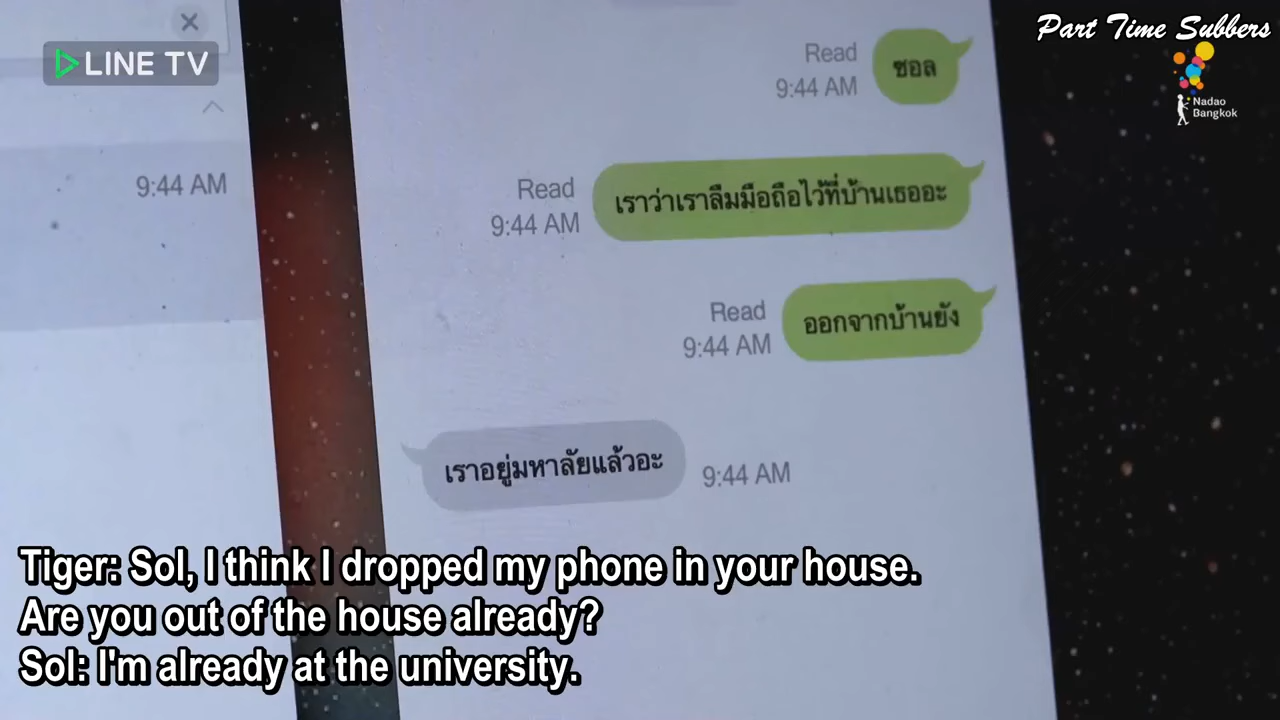 LINE TV
Part Time Subbers
Nadao
Bangkok
9:44 AM
Read
9:44 AM
ซอล
Read
9:44 AM
เราว่าเราลืมมือถือไว้ที่บ้านเธออะ
Read
9:44 AM
ออกจากบ้านยัง
เราอยู่มหาลัยแล้วอะ
9:44 AM
Tiger: Sol, I think I dropped my phone in your house.
Are you out of the house already?
Sol: I'm already at the university.